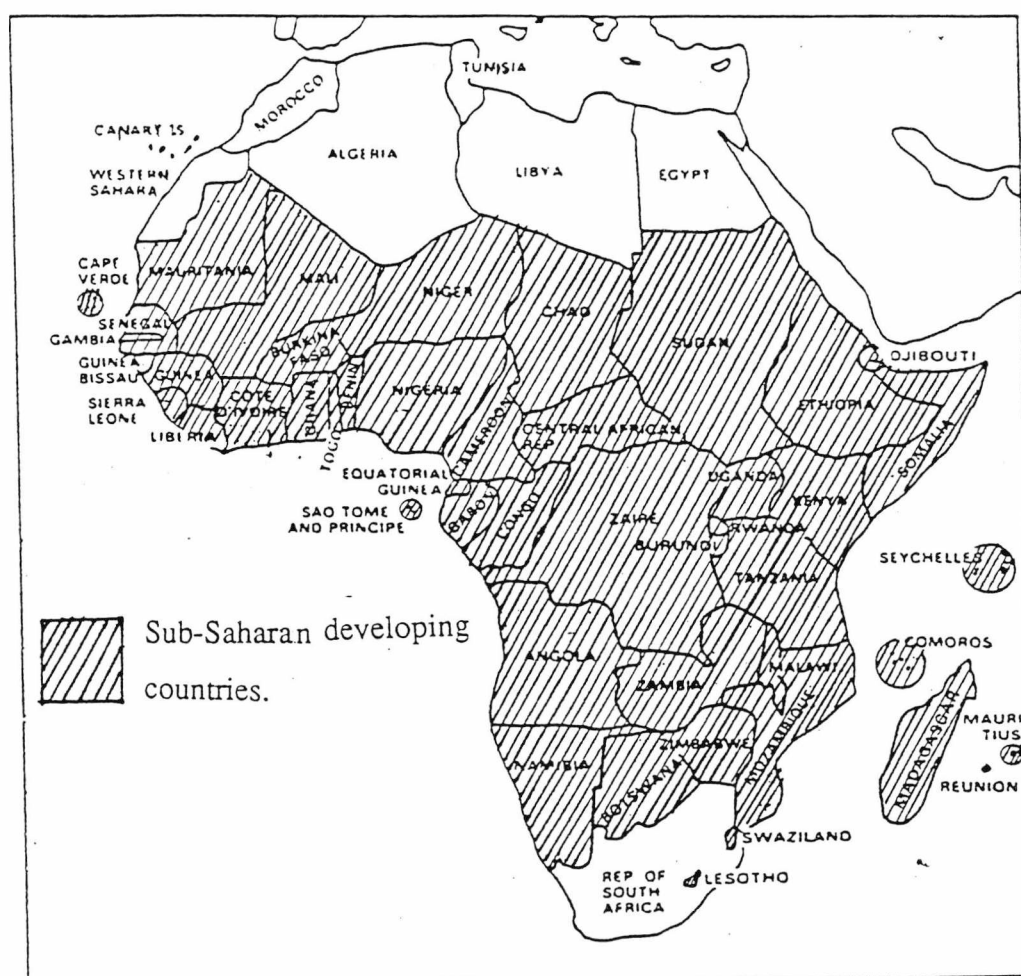 TUNISIA
MOROCCO
CANARY IS
ALGERIA
LIBYA
EGYPT
WESTERN
SAHARA
CAPE
VERDE
MAURITANIA
MALI
NIGER
CHAD
SUDAN
SENEGAL
GAMBIA
BURKINA
FASO
DJIBOUTI
GUINEA
BISSAU
GUINEA
COTE
D'IVOIRE
GHANA
TOGO
BENIN
NIGERIA
ETHIOPIA
SIERRA
LEONE
LIBERIA
CAMEROON
CENTRAL AFRICAN
REP
SOMALIA
EQUATORIAL
GUINEA
UGANDA
KENYA
SAO TOME
AND PRINCIPE
GABON
CONGO
ZAIRE
RWANDA
BURUNDI
SEYCHELLES
TANZANIA
Sub-Saharan developing
countries.
ANGOLA
ZAMBIA
MALAWI
COMOROS
MOZAMBIQUE
MADAGASCAR
MAURI
TIUS
ZIMBABWE
NAMIBIA
BOTSWANA
REUNION
SWAZILAND
REP OF
SOUTH
AFRICA
LESOTHO